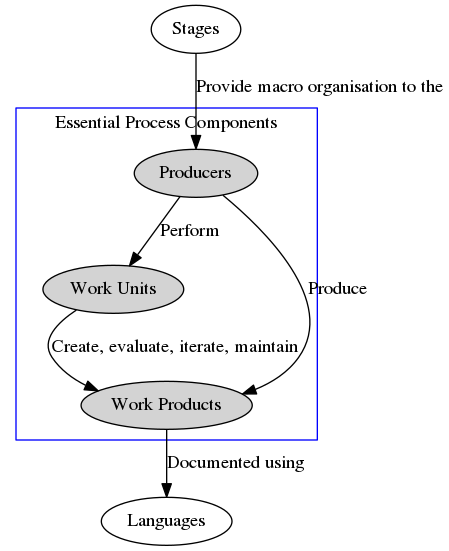 Stages
Provide macro organisation to the
Essential Process Components
Producers
Perform
Work Units
Produce
Create, evaluate, iterate, maintain
Work Products
Documented using
Languages